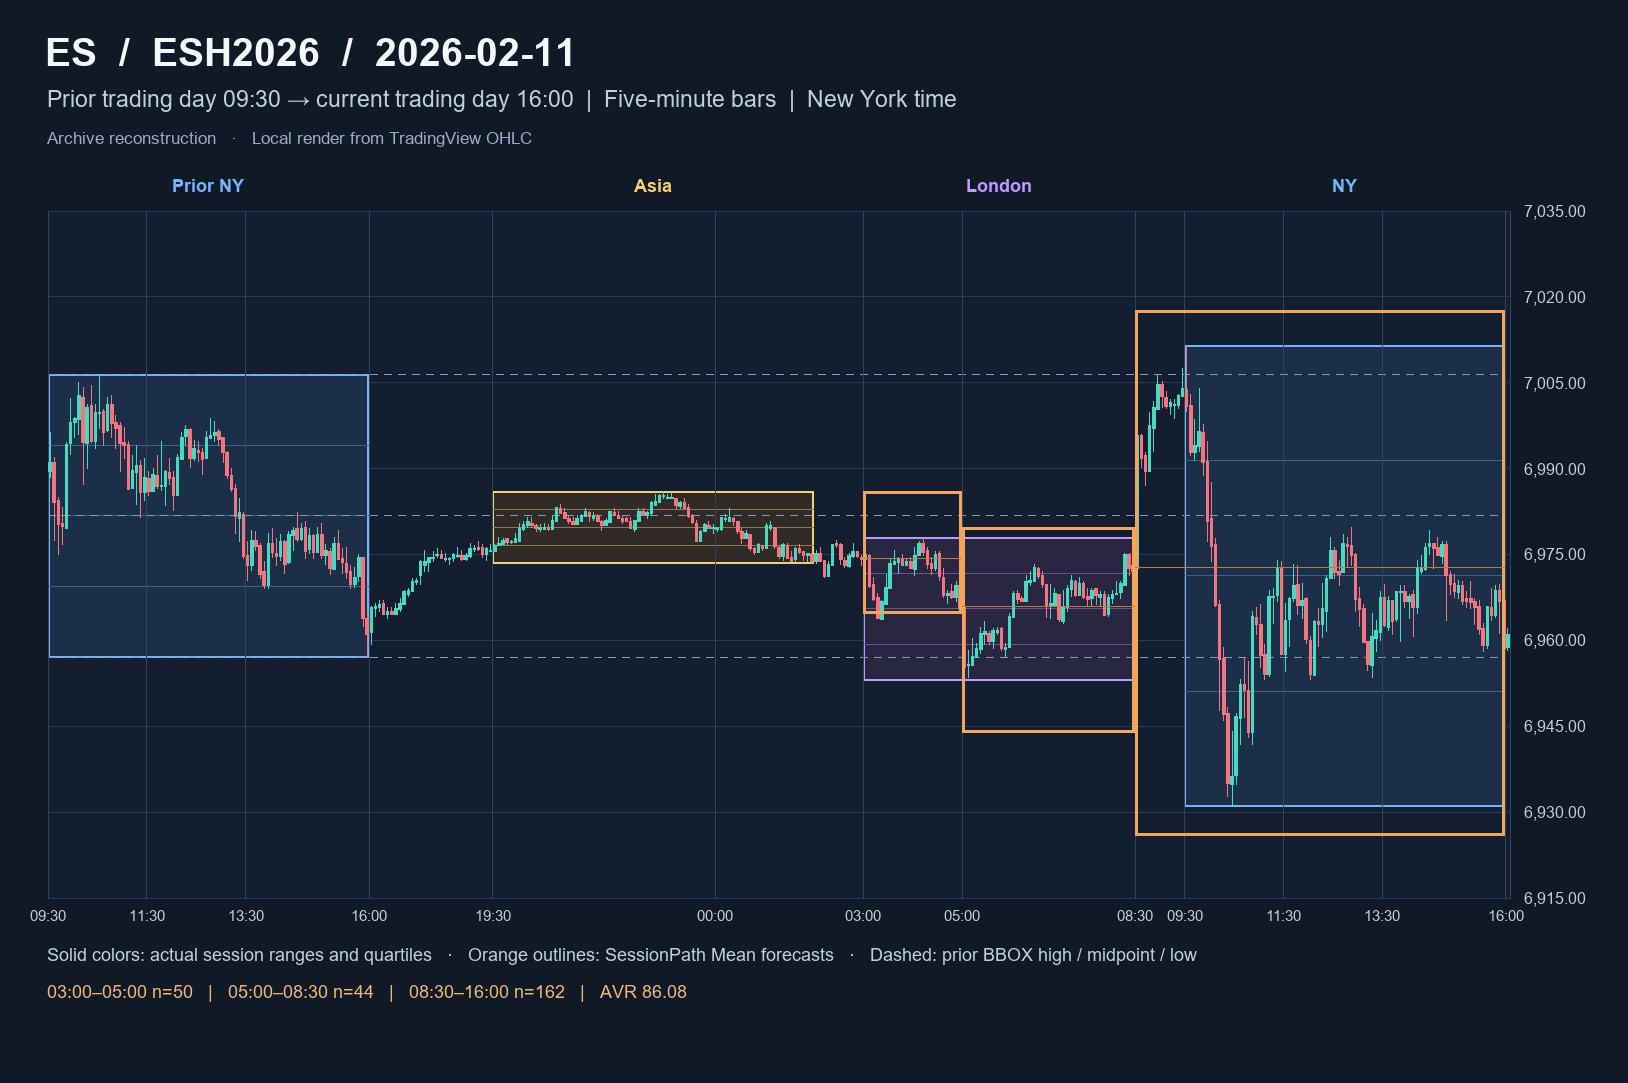 ES / ESH2026 / 2026-02-11
Prior trading day 09:30 → current trading day 16:00 | Five-minute bars | New York time
Archive reconstruction · Local render from TradingView OHLC
Prior NY Asia London NY
7,035.00
7,020.00
7,005.00
6,990.00
6,975.00
6,960.00
6,945.00
6,930.00
6,915.00
09:30 11:30 13:30 16:00 19:30 00:00 03:00 05:00 08:30 09:30 11:30 13:30 16:00
Solid colors: actual session ranges and quartiles · Orange outlines: SessionPath Mean forecasts · Dashed: prior BBOX high / midpoint / low
03:00–05:00 n=50 | 05:00–08:30 n=44 | 08:30–16:00 n=162 | AVR 86.08